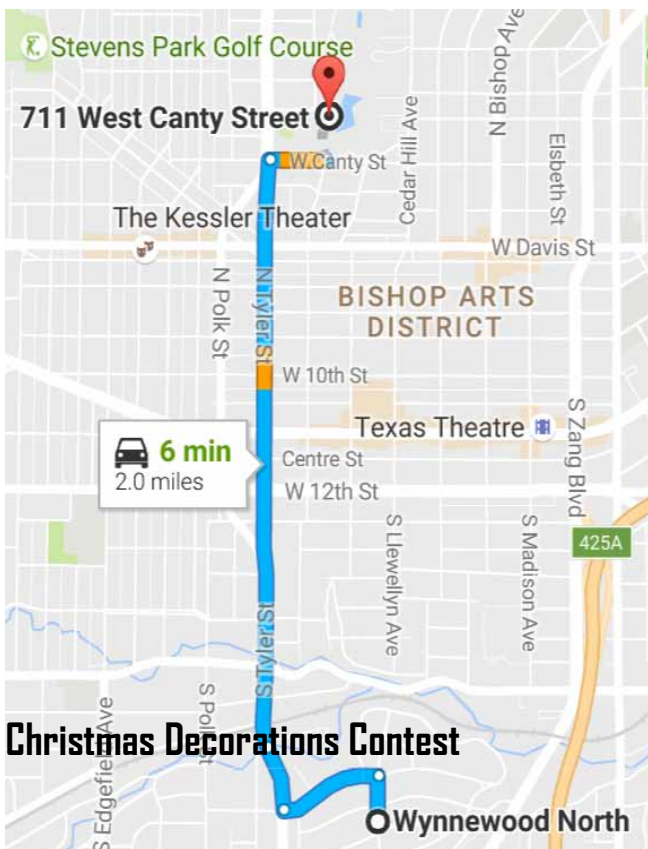 Stevens Park Golf Course
N Bishop Ave
711 West Canty Street
Cedar Hill Ave
Elsbeth St
W Canty St
The Kessler Theater
W Davis St
N Polk St
N Tyler St
BISHOP ARTS
DISTRICT
W 10th St
Texas Theatre
S Zang Blvd
6 min
2.0 miles
Centre St
W 12th St
S Llewellyn Ave
S Madison Ave
425A
S Tyler St
S Polk St
S Edgefield Ave
Christmas Decorations Contest
Wynnewood North